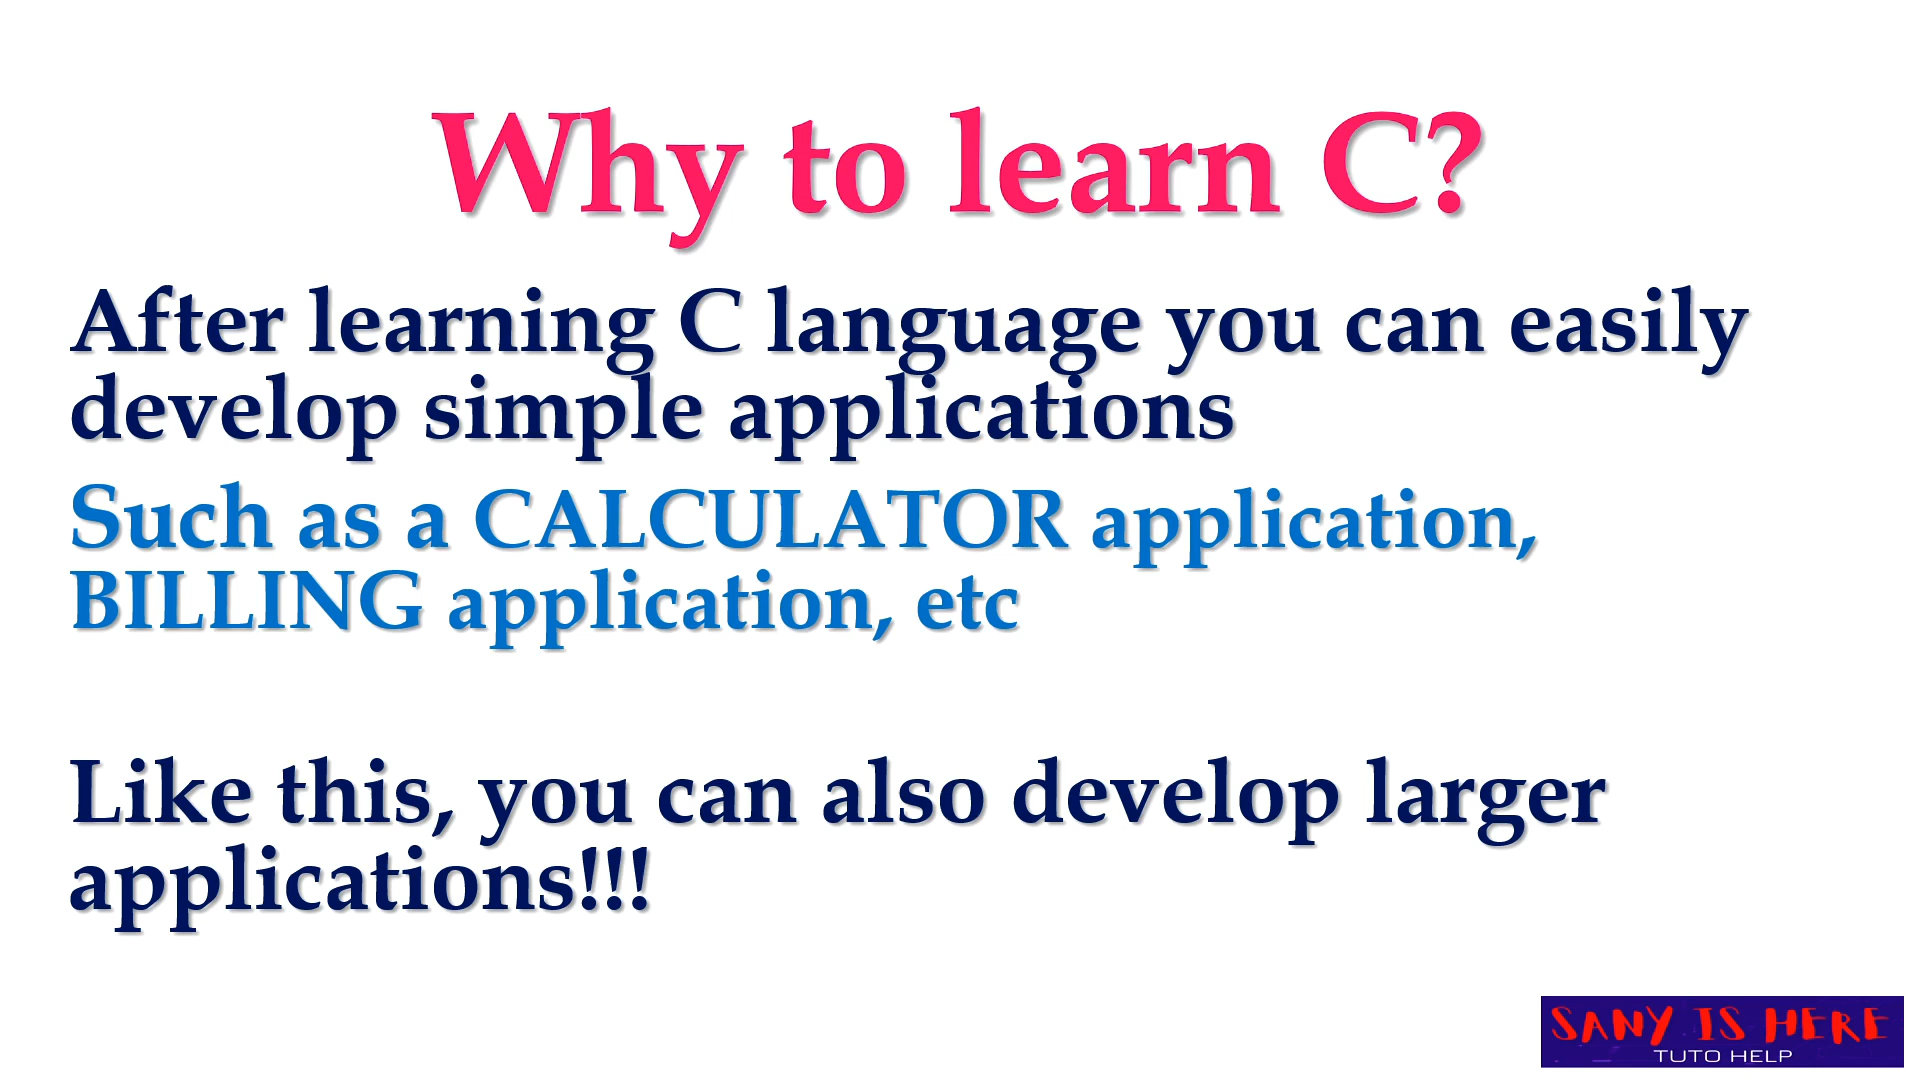 Why to learn C?
After learning C language you can easily
develop simple applications
Such as a CALCULATOR application,
BILLING application, etc
Like this, you can also develop larger
applications!!!
SANY IS HERE
TUTO HELP